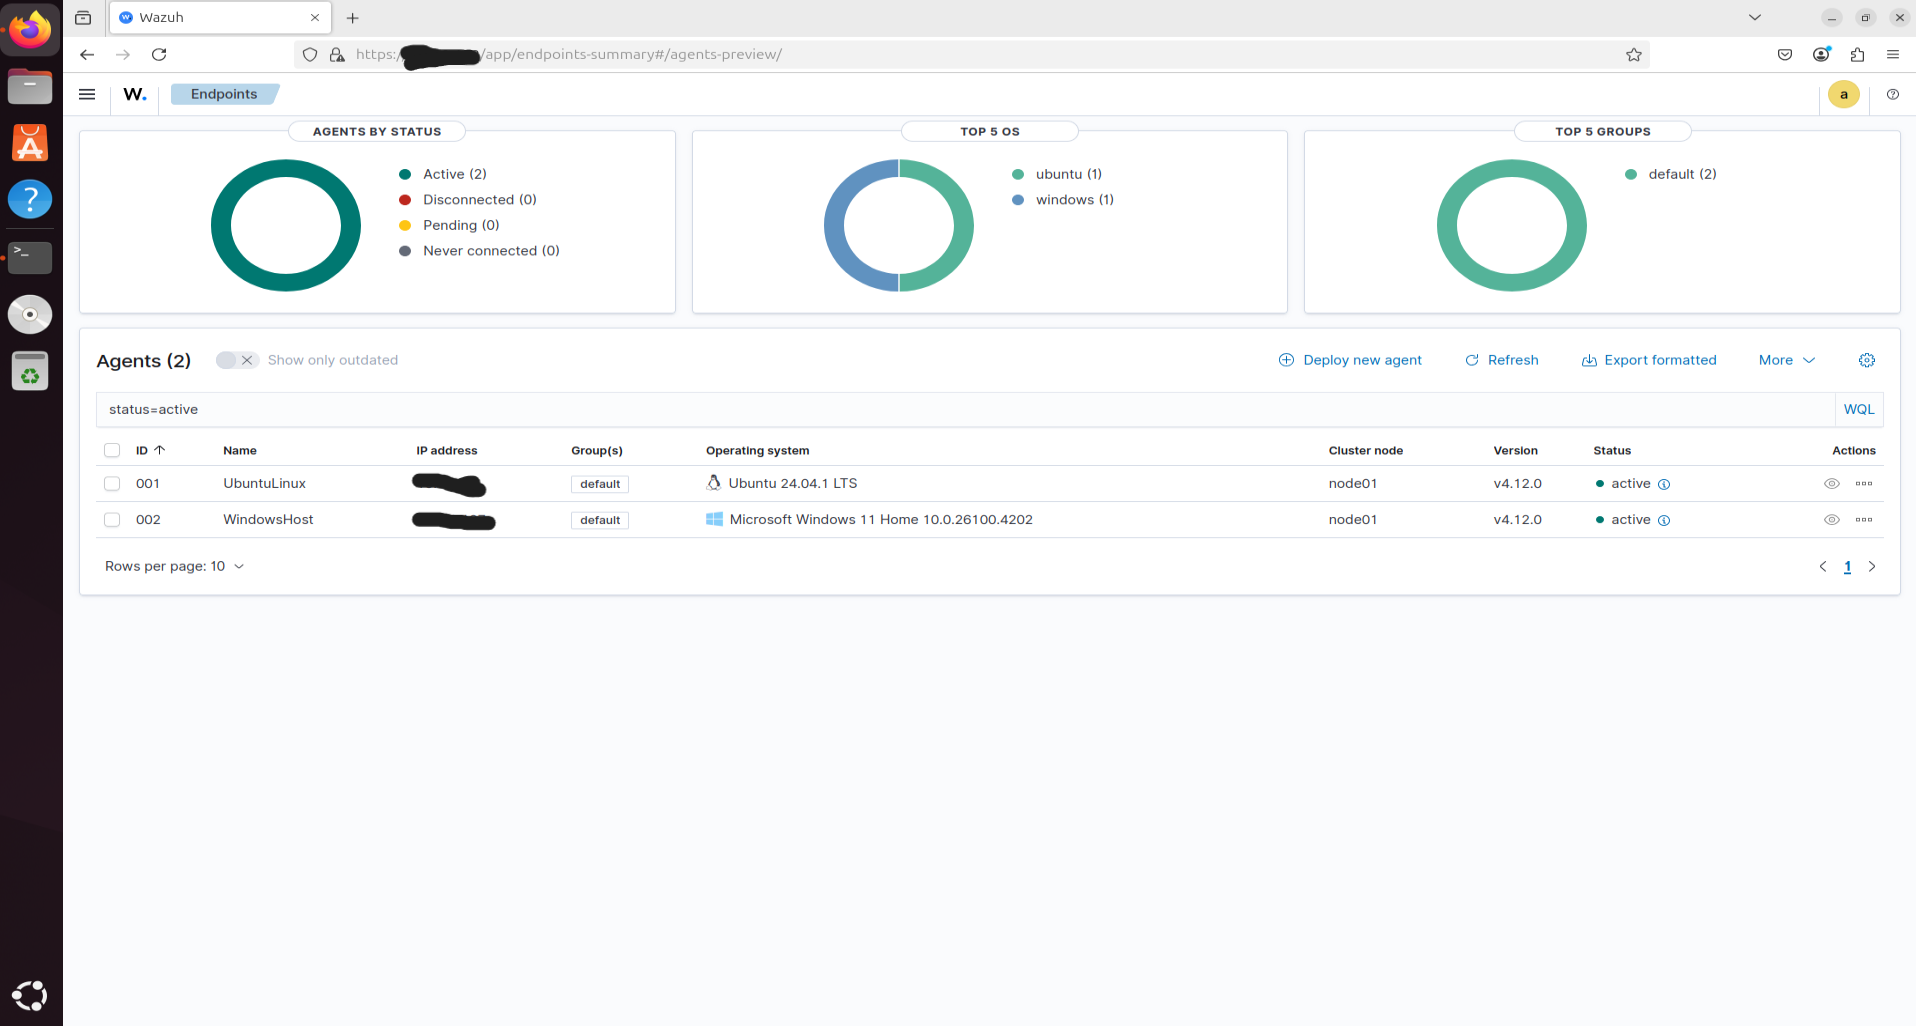 Wazuh
https:/ /app/endpoints-summary#/agents-preview/
W. Endpoints a
AGENTS BY STATUS
Active (2)
Disconnected (0)
Pending (0)
Never connected (0)
TOP 5 OS
ubuntu (1)
windows (1)
TOP 5 GROUPS
default (2)
Agents (2) Show only outdated Deploy new agent Refresh Export formatted More
status=active WQL
ID Name IP address Group(s) Operating system Cluster node Version Status Actions
001 UbuntuLinux default Ubuntu 24.04.1 LTS node01 v4.12.0 active
002 WindowsHost default Microsoft Windows 11 Home 10.0.26100.4202 node01 v4.12.0 active
Rows per page: 10 1